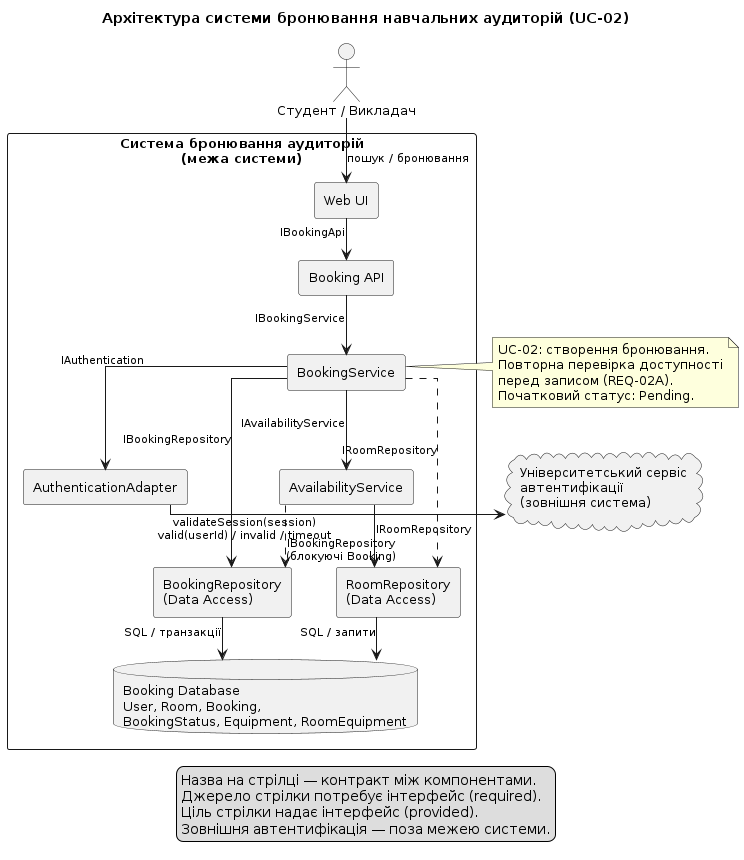 Архітектура системи бронювання навчальних аудиторій (UC-02)
Студент / Викладач
Система бронювання аудиторій
(межа системи)
пошук / бронювання
Web UI
IBookingApi
Booking API
IBookingService
BookingService
UC-02: створення бронювання.
Повторна перевірка доступності
перед записом (REQ-02A).
Початковий статус: Pending.
IAuthentication
IBookingRepository
IAvailabilityService
IRoomRepository
AuthenticationAdapter
AvailabilityService
Університетський сервіс
автентифікації
(зовнішня система)
validateSession(session)
valid(userId) / invalid / timeout
IRoomRepository
IBookingRepository
(блокуючі Booking)
BookingRepository
(Data Access)
RoomRepository
(Data Access)
SQL / транзакції
SQL / запити
Booking Database
User, Room, Booking,
BookingStatus, Equipment, RoomEquipment
Назва на стрілці — контракт між компонентами.
Джерело стрілки потребує інтерфейс (required).
Ціль стрілки надає інтерфейс (provided).
Зовнішня автентифікація — поза межею системи.